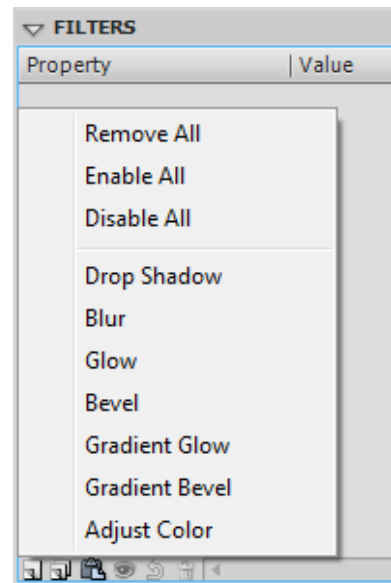 FILTERS
Property | Value
Remove All
Enable All
Disable All
Drop Shadow
Blur
Glow
Bevel
Gradient Glow
Gradient Bevel
Adjust Color